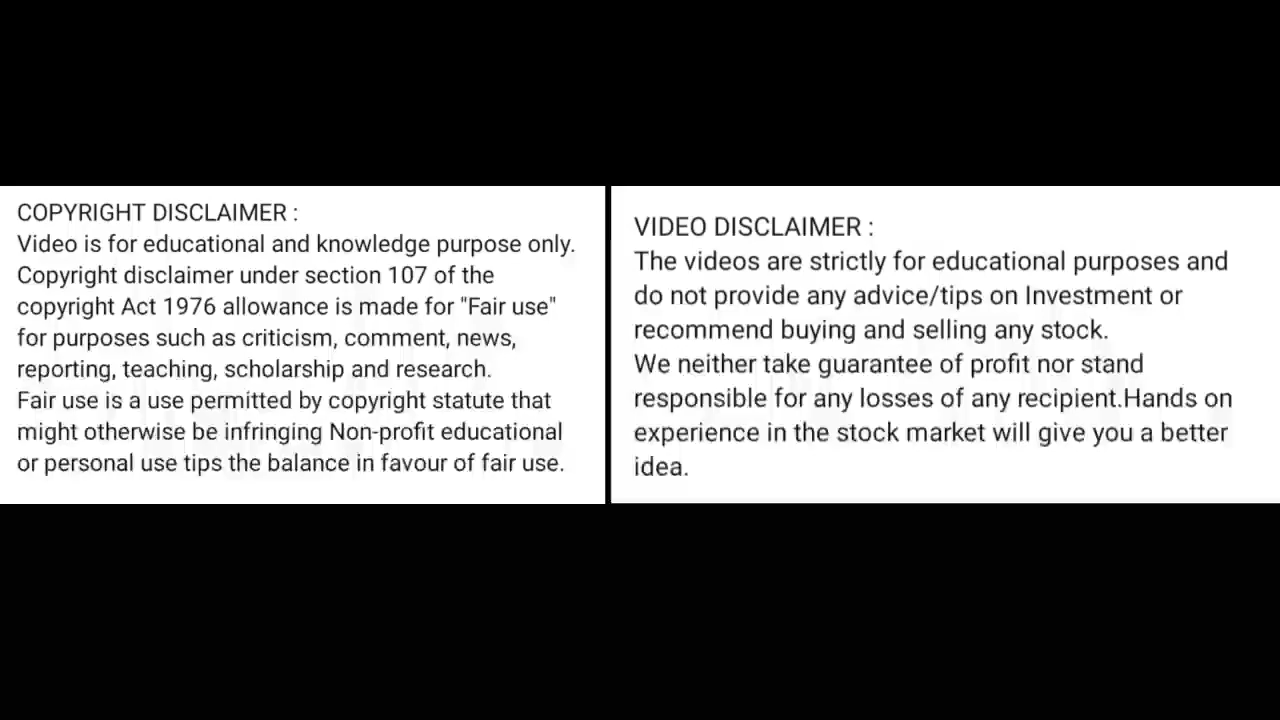 COPYRIGHT DISCLAIMER :
Video is for educational and knowledge purpose only.
Copyright disclaimer under section 107 of the
copyright Act 1976 allowance is made for "Fair use"
for purposes such as criticism, comment, news,
reporting, teaching, scholarship and research.
Fair use is a use permitted by copyright statute that
might otherwise be infringing Non-profit educational
or personal use tips the balance in favour of fair use.
VIDEO DISCLAIMER :
The videos are strictly for educational purposes and
do not provide any advice/tips on Investment or
recommend buying and selling any stock.
We neither take guarantee of profit nor stand
responsible for any losses of any recipient.Hands on
experience in the stock market will give you a better
idea.